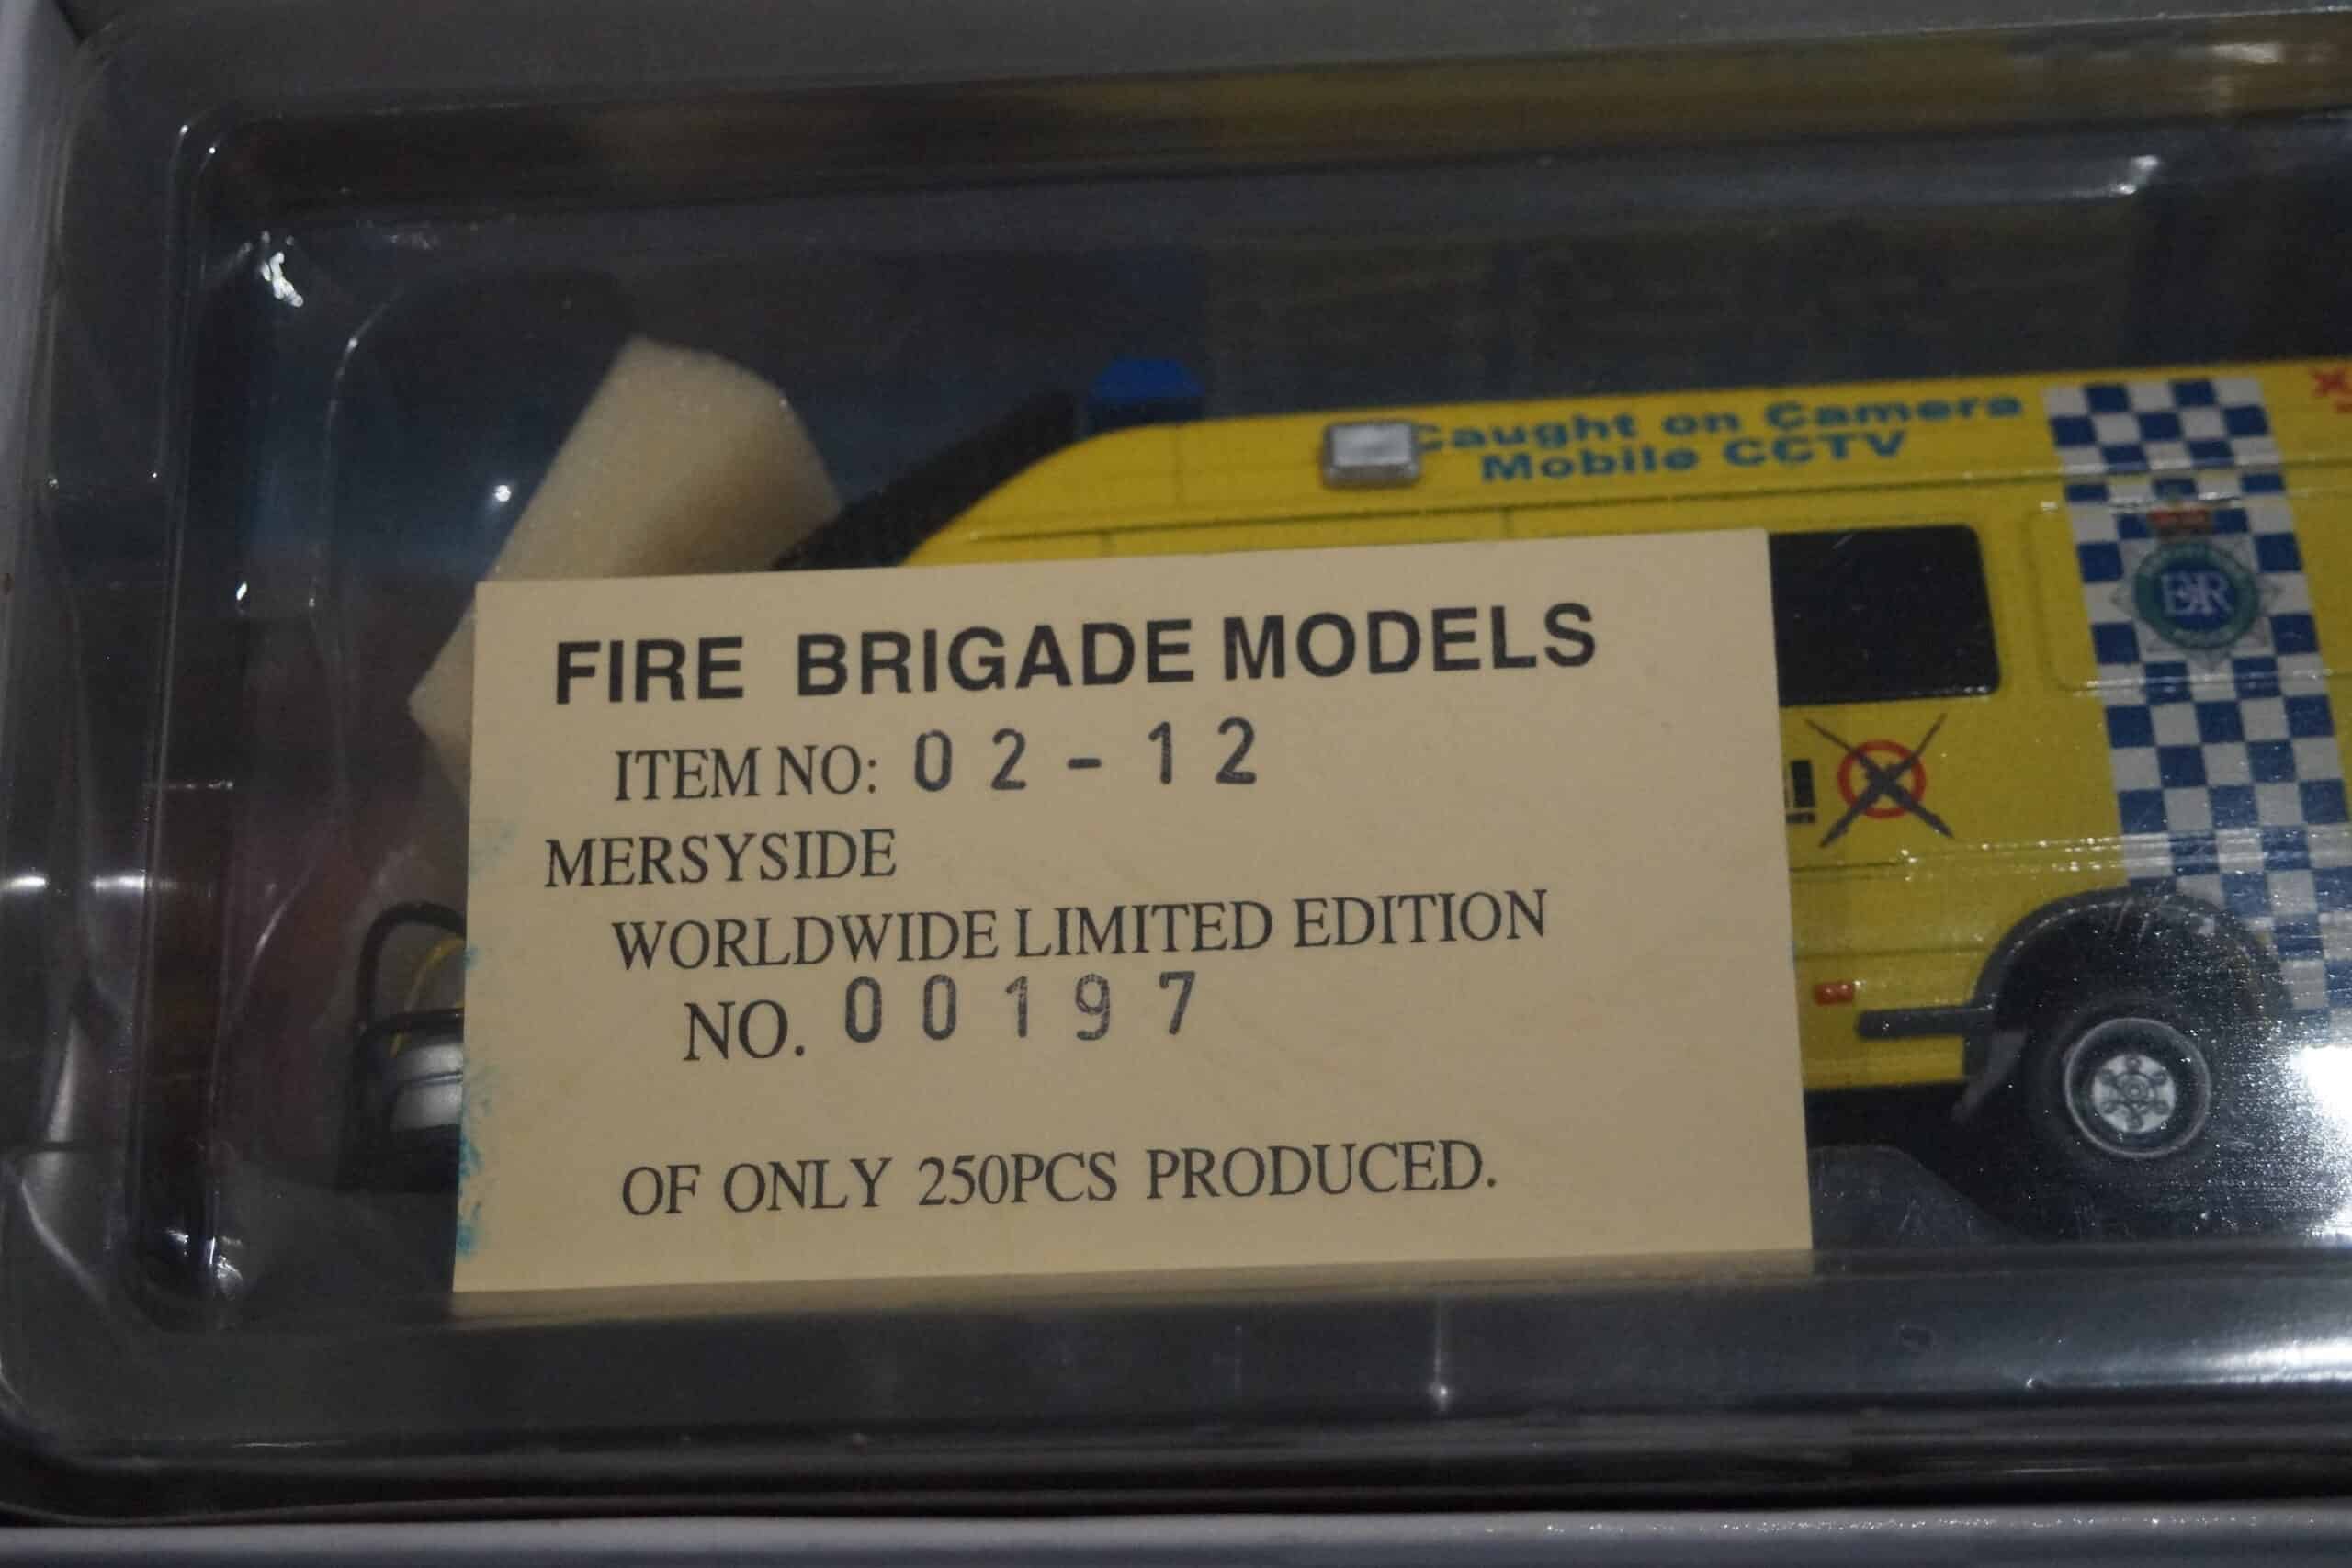 Caught on Camera
Mobile CCTV
EIIR
FIRE BRIGADE MODELS
ITEM NO: 02-12
MERSYSIDE
WORLDWIDE LIMITED EDITION
NO. 00197
OF ONLY 250PCS PRODUCED.